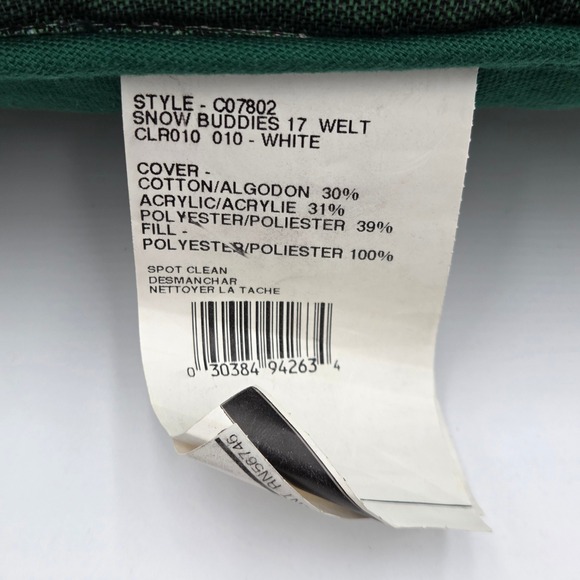 STYLE - C07802
SNOW BUDDIES 17 WELT
CLR010 010 - WHITE
COVER -
COTTON/ALGODON 30%
ACRYLIC/ACRYLIE 31%
POLYESTER/POLIESTER 39%
FILL -
POLYESTER/POLIESTER 100%
SPOT CLEAN
DESMANCHAR
NETTOYER LA TACHE
0 30384 94263 4
RN56746